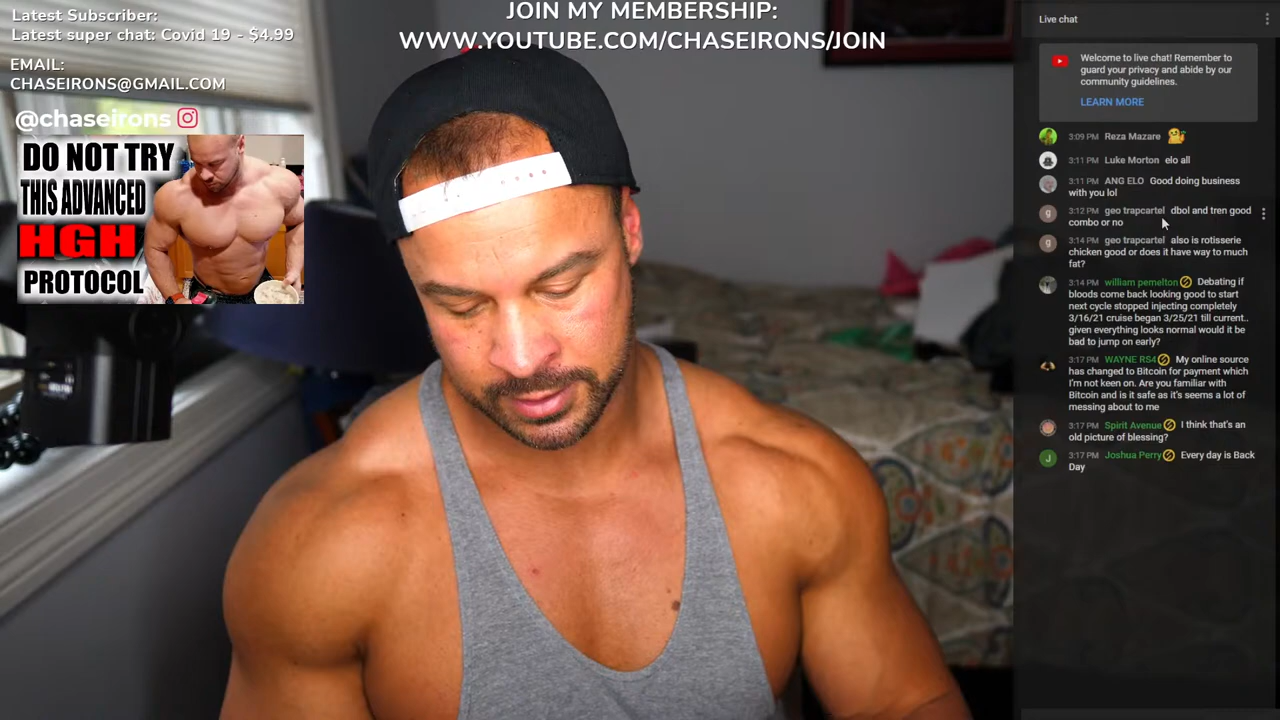 Latest Subscriber:
Latest super chat: Covid 19 - $4.99
EMAIL:
CHASEIRONS@GMAIL.COM
@chaseirons
DO NOT TRY
THIS ADVANCED
HGH
PROTOCOL
JOIN MY MEMBERSHIP:
WWW.YOUTUBE.COM/CHASEIRONS/JOIN
Live chat
Welcome to live chat! Remember to
guard your privacy and abide by our
community guidelines.
LEARN MORE
3:09 PM Reza Mazare
3:11 PM Luke Morton elo all
3:11 PM ANG ELO Good doing business
with you lol
g 3:12 PM geo trapcartel dbol and tren good
combo or no
g 3:14 PM geo trapcartel also is rotisserie
chicken good or does it have way to much
fat?
3:14 PM william pemelton Debating if
bloods come back looking good to start
next cycle stopped injecting completely
3/16/21 cruise began 3/25/21 till current..
given everything looks normal would it be
bad to jump on early?
3:17 PM WAYNE RS4 My online source
has changed to Bitcoin for payment which
I'm not keen on. Are you familiar with
Bitcoin and is it safe as it's seems a lot of
messing about to me
3:17 PM Spirit Avenue I think that's an
old picture of blessing?
J 3:17 PM Joshua Perry Every day is Back
Day